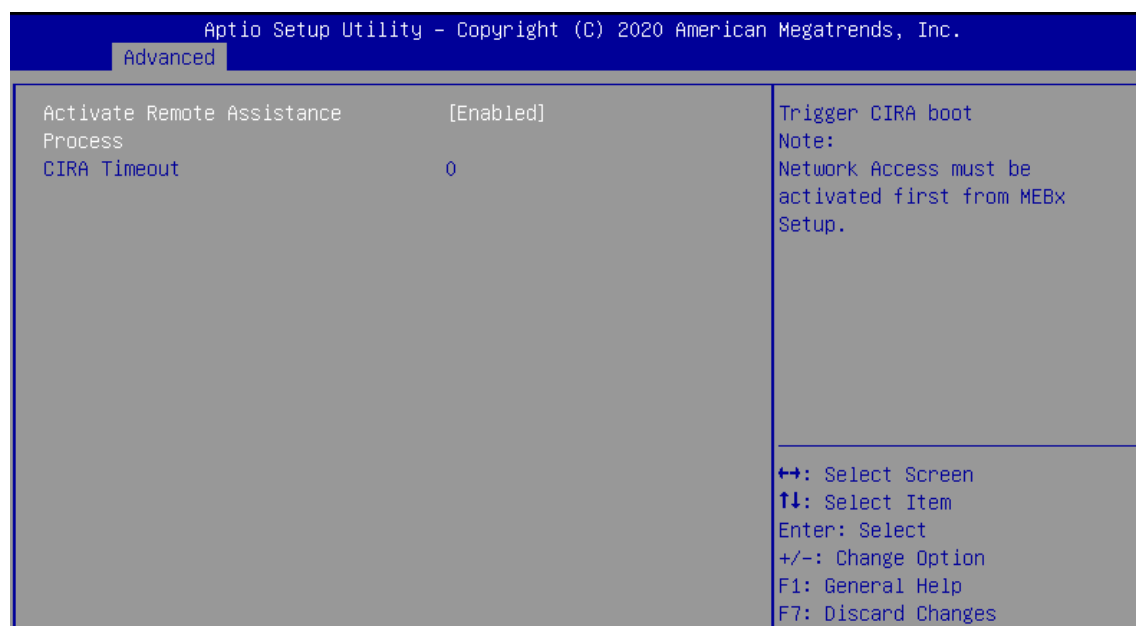 Aptio Setup Utility – Copyright (C) 2020 American Megatrends, Inc.
Advanced
Activate Remote Assistance [Enabled]
Process
CIRA Timeout 0
Trigger CIRA boot
Note:
Network Access must be
activated first from MEBx
Setup.
↔: Select Screen
↑↓: Select Item
Enter: Select
+/-: Change Option
F1: General Help
F7: Discard Changes